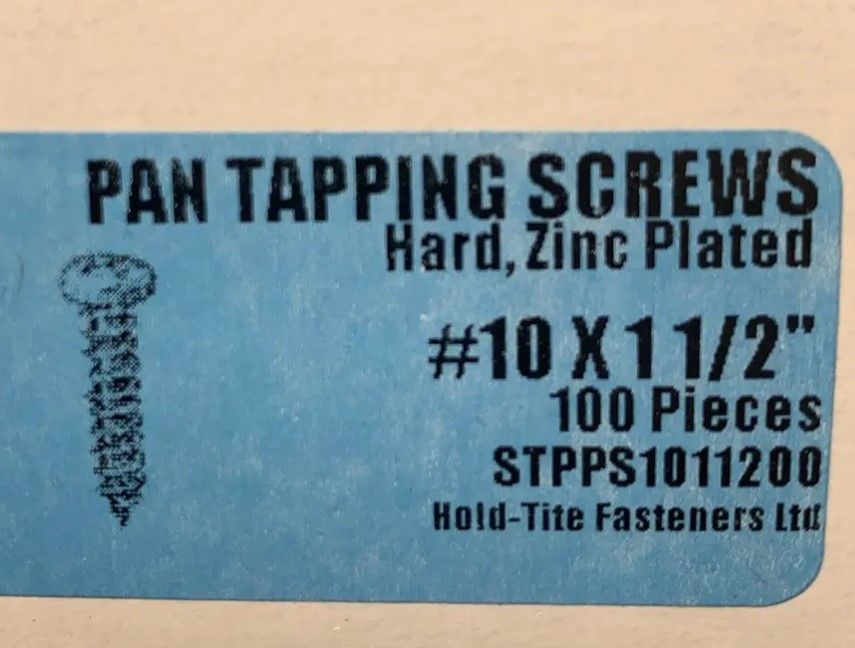 PAN TAPPING SCREWS
Hard, Zinc Plated
#10 X 1 1/2"
100 Pieces
STPPS1011200
Hold-Tite Fasteners Ltd